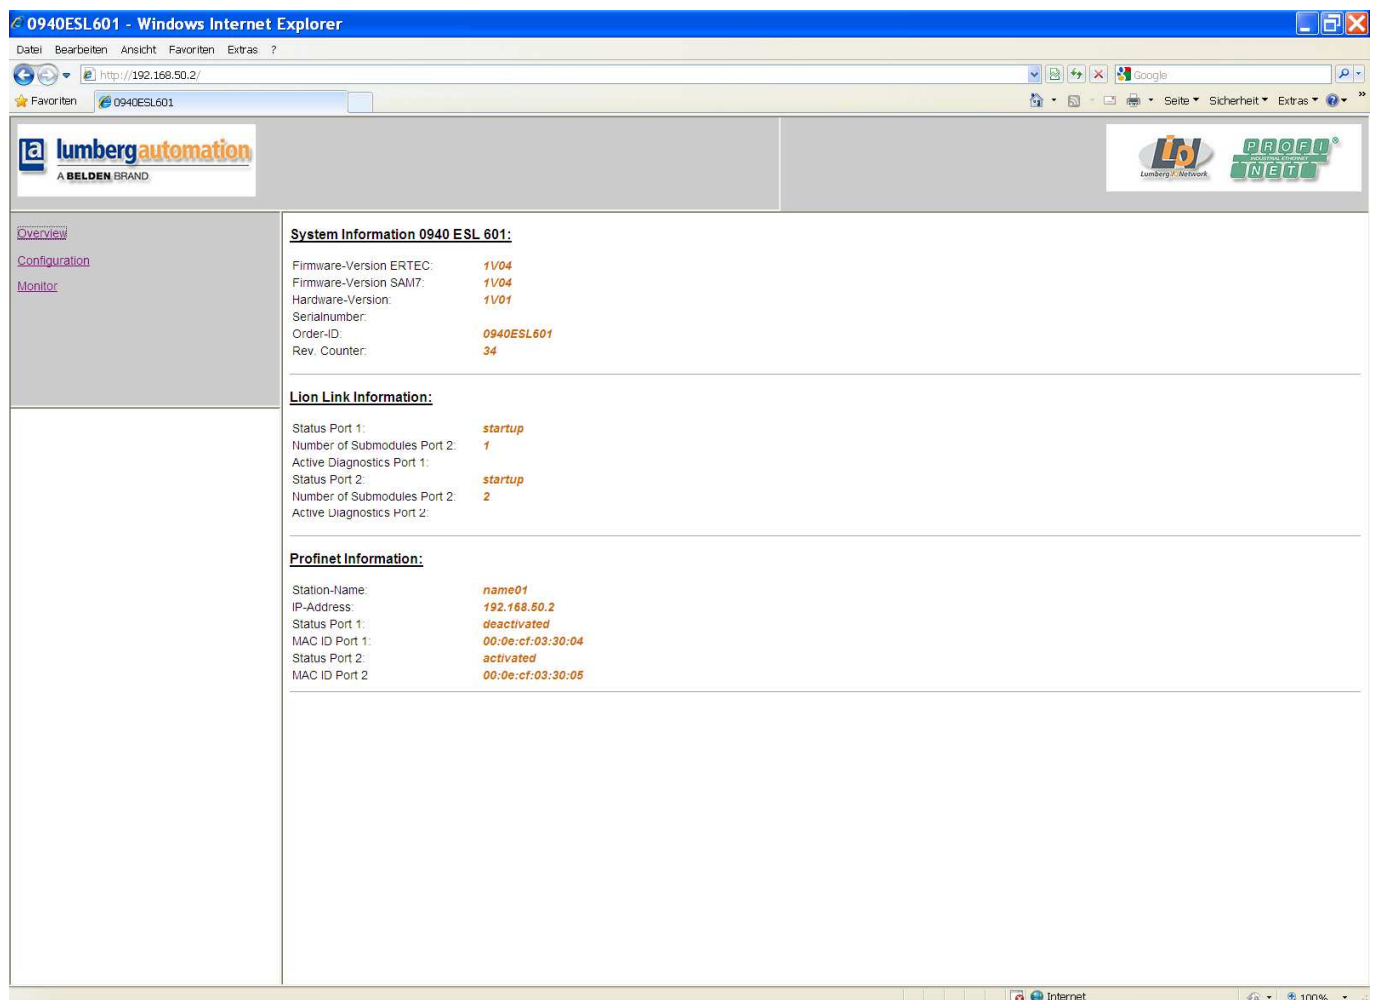 0940ESL601 - Windows Internet Explorer
Datei Bearbeiten Ansicht Favoriten Extras ?
http://192.168.50.2/
Google
Favoriten 0940ESL601
Seite Sicherheit Extras
lumbergautomation
A BELDEN BRAND
LioN
Lumberg I/O Network
PROFI
INDUSTRIAL ETHERNET
NET
Overview
Configuration
Monitor
System Information 0940 ESL 601:
Firmware-Version ERTEC: 1V04
Firmware-Version SAM7: 1V04
Hardware-Version: 1V01
Serialnumber:
Order-ID: 0940ESL601
Rev. Counter: 34
Lion Link Information:
Status Port 1: startup
Number of Submodules Port 2: 1
Active Diagnostics Port 1:
Status Port 2: startup
Number of Submodules Port 2: 2
Active Diagnostics Port 2:
Profinet Information:
Station-Name: name01
IP-Address: 192.168.50.2
Status Port 1: deactivated
MAC ID Port 1: 00:0e:cf:03:30:04
Status Port 2: activated
MAC ID Port 2 00:0e:cf:03:30:05
Internet 100%